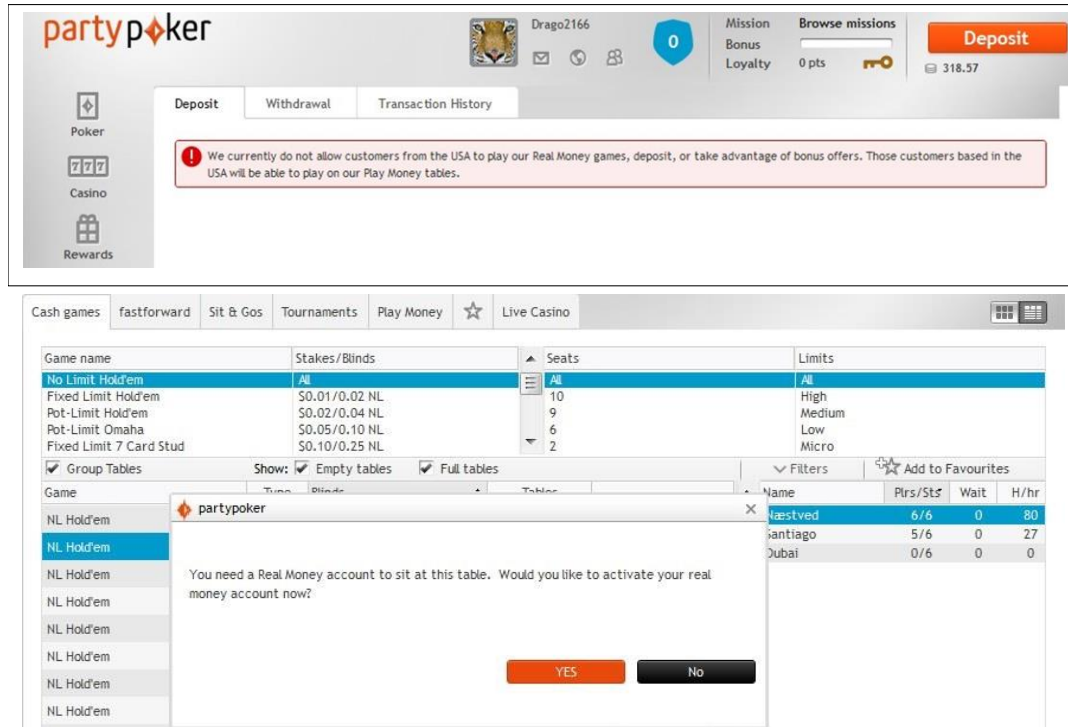 partypoker
Drago2166
0
Mission Browse missions
Bonus
Loyalty 0 pts
Deposit
318.57
Deposit Withdrawal Transaction History
Poker
We currently do not allow customers from the USA to play our Real Money games, deposit, or take advantage of bonus offers. Those customers based in the
USA will be able to play on our Play Money tables.
777
Casino
Rewards
Cash games fastforward Sit & Gos Tournaments Play Money Live Casino
Game name Stakes/Blinds Seats Limits
No Limit Hold'em All All All
Fixed Limit Hold'em $0.01/0.02 NL 10 High
Pot-Limit Hold'em $0.02/0.04 NL 9 Medium
Pot-Limit Omaha $0.05/0.10 NL 6 Low
Fixed Limit 7 Card Stud $0.10/0.25 NL 2 Micro
Group Tables Show: Empty tables Full tables Filters Add to Favourites
Game Type Blinds Tables Name Plrs/Sts Wait H/hr
partypoker
NL Hold'em Næstved 6/6 0 80
NL Hold'em Santiago 5/6 0 27
Dubai 0/6 0 0
NL Hold'em You need a Real Money account to sit at this table. Would you like to activate your real
NL Hold'em money account now?
NL Hold'em
NL Hold'em
YES No
NL Hold'em
NL Hold'em